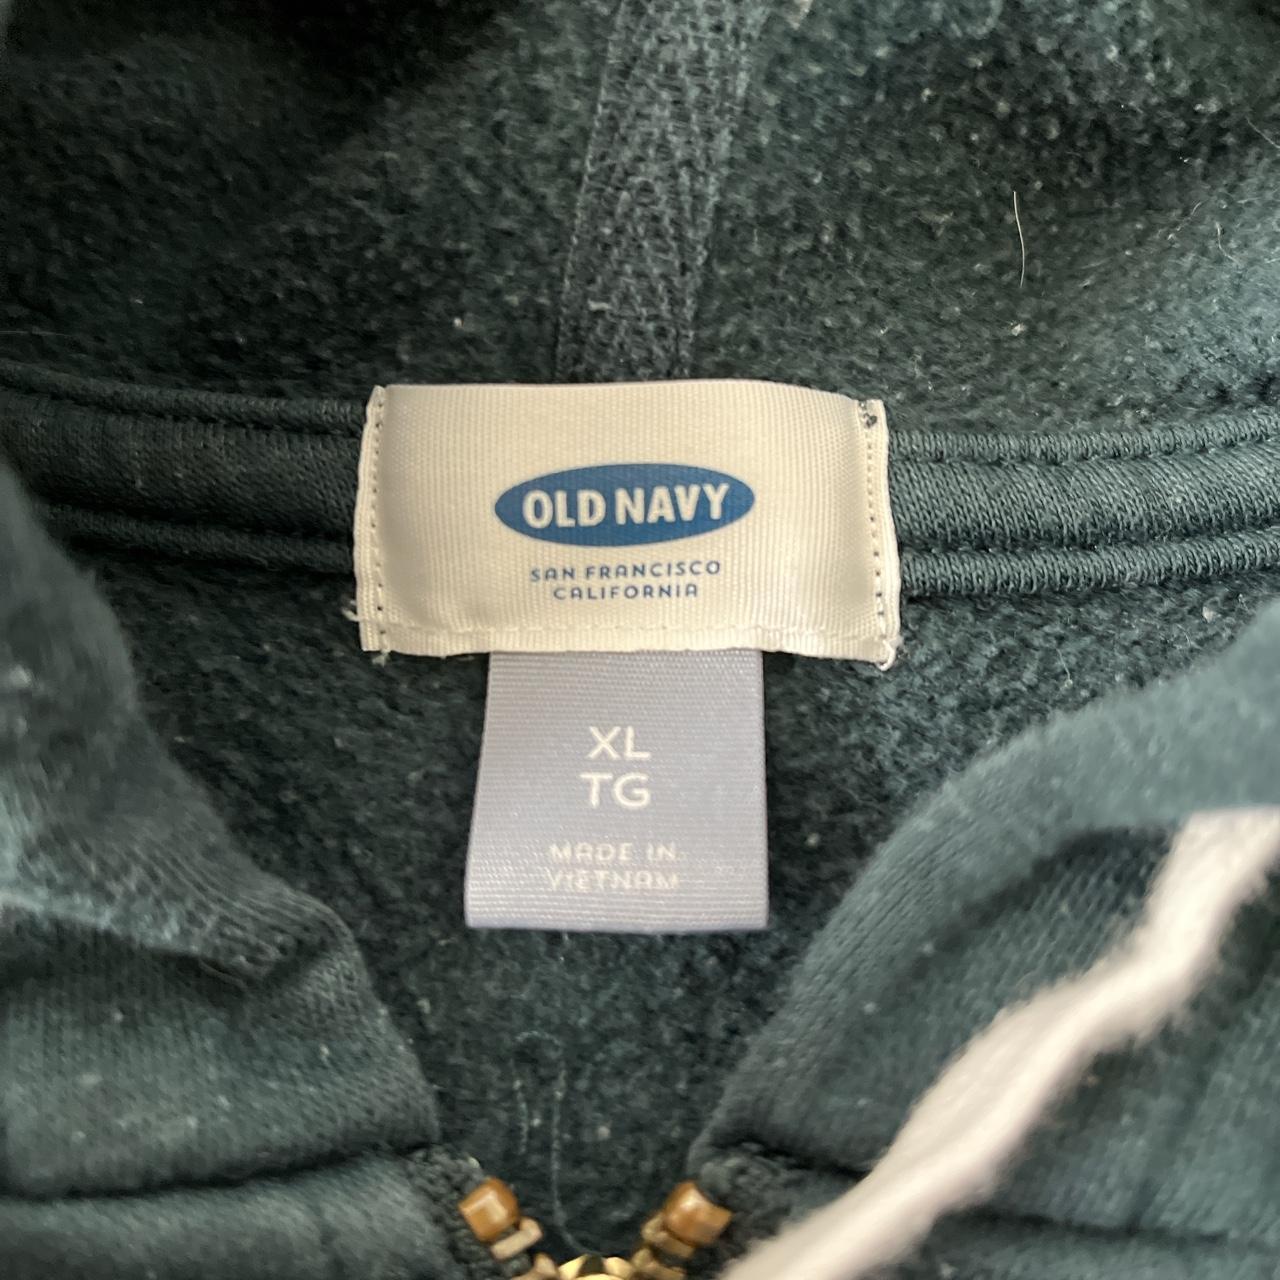 OLD NAVY
SAN FRANCISCO
CALIFORNIA
XL
TG
MADE IN
VIETNAM